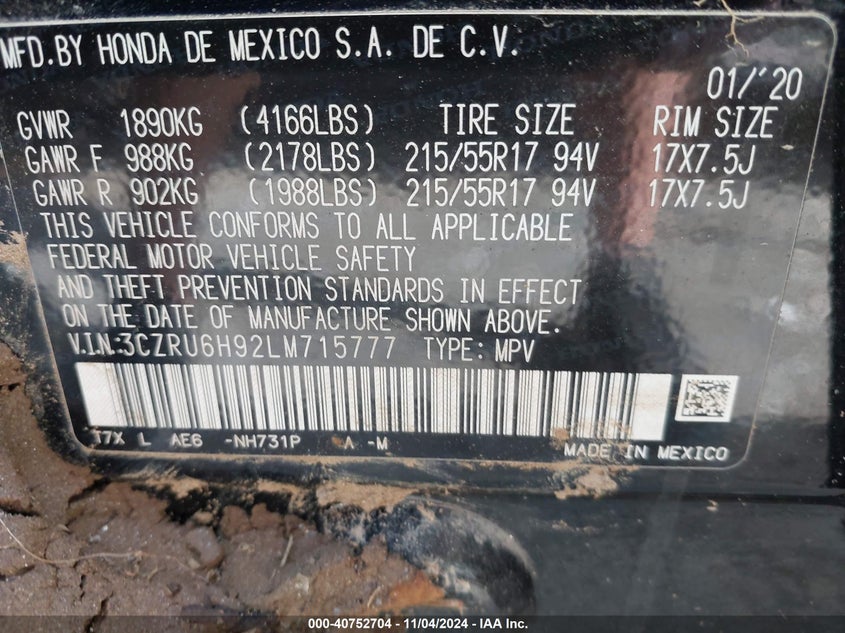 MFD.BY HONDA DE MEXICO S.A. DE C.V.
01/'20
GVWR 1890KG (4166LBS) TIRE SIZE RIM SIZE
GAWR F 988KG (2178LBS) 215/55R17 94V 17X7.5J
GAWR R 902KG (1988LBS) 215/55R17 94V 17X7.5J
THIS VEHICLE CONFORMS TO ALL APPLICABLE
FEDERAL MOTOR VEHICLE SAFETY
AND THEFT PREVENTION STANDARDS IN EFFECT
ON THE DATE OF MANUFACTURE SHOWN ABOVE.
V.I.N:3CZRU6H92LM715777 TYPE: MPV
T7X L AE6 -NH731P A -M
MADE IN MEXICO
000-40752704 - 11/04/2024 - IAA Inc.